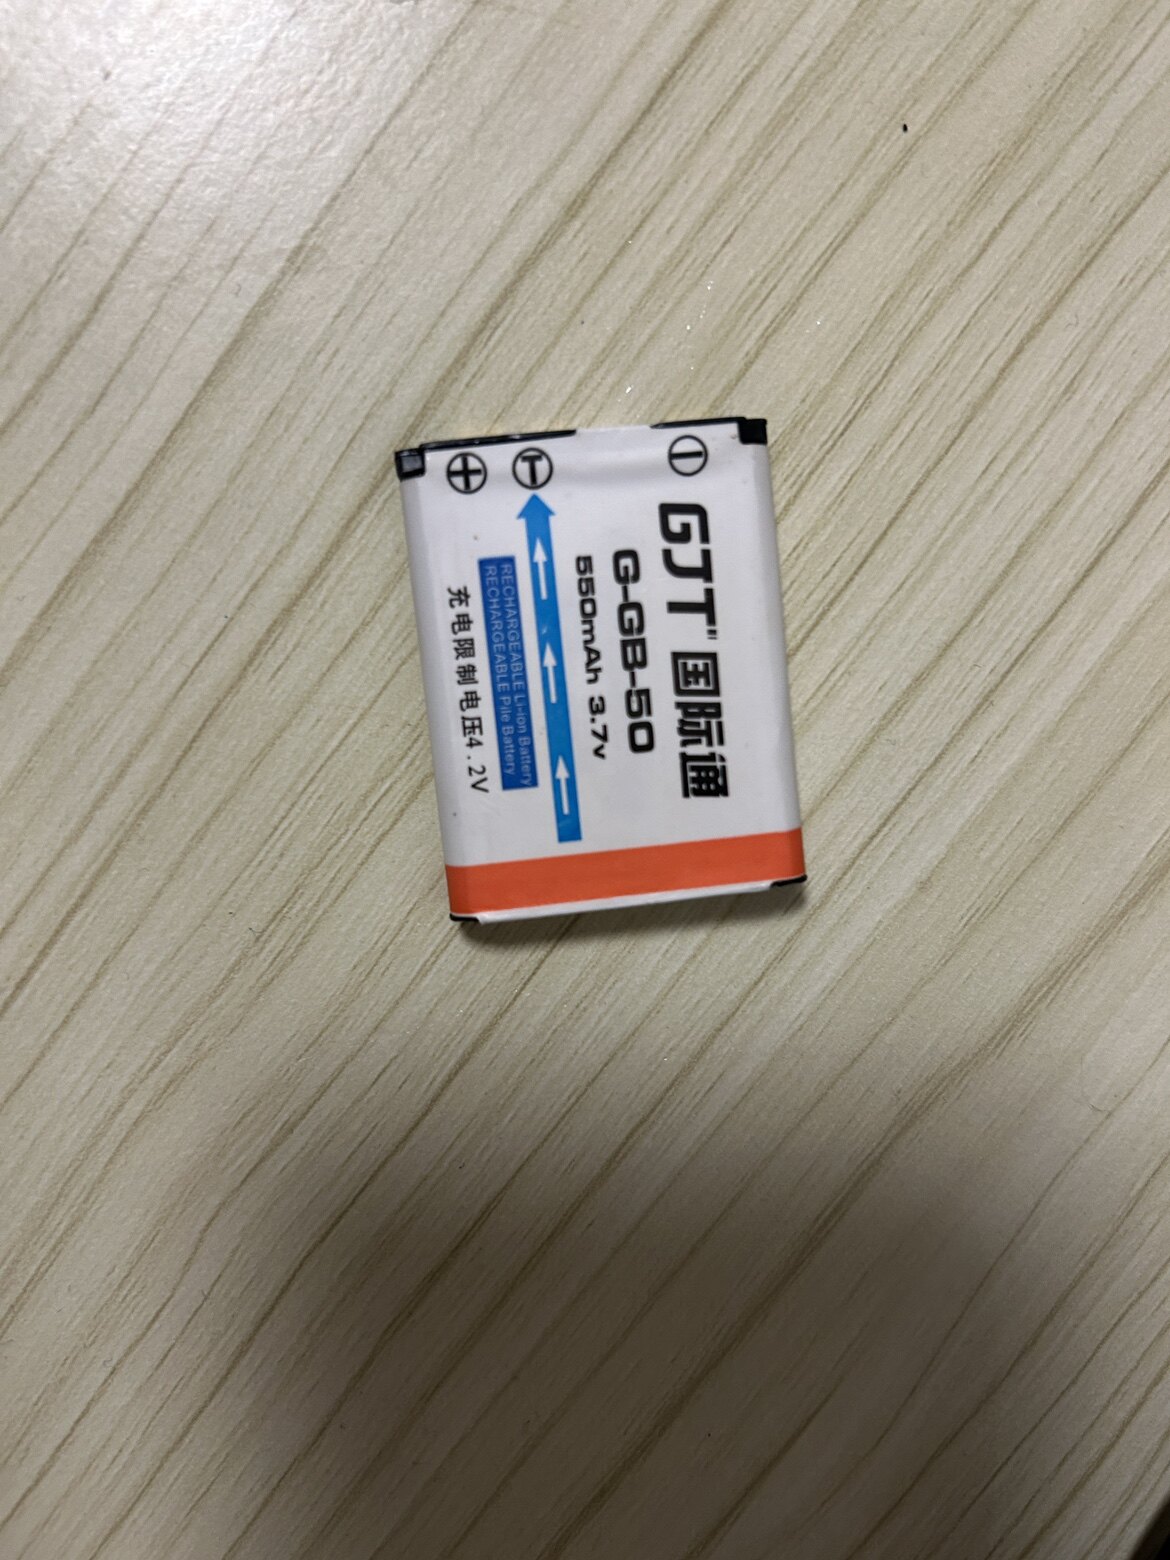 GJT" 国际通
G-GB-50
550mAh 3.7v
RECHARGEABLE Li-ion Battery
RECHARGEABLE Pile Battery
充电限制电压4.2V
+
T
-